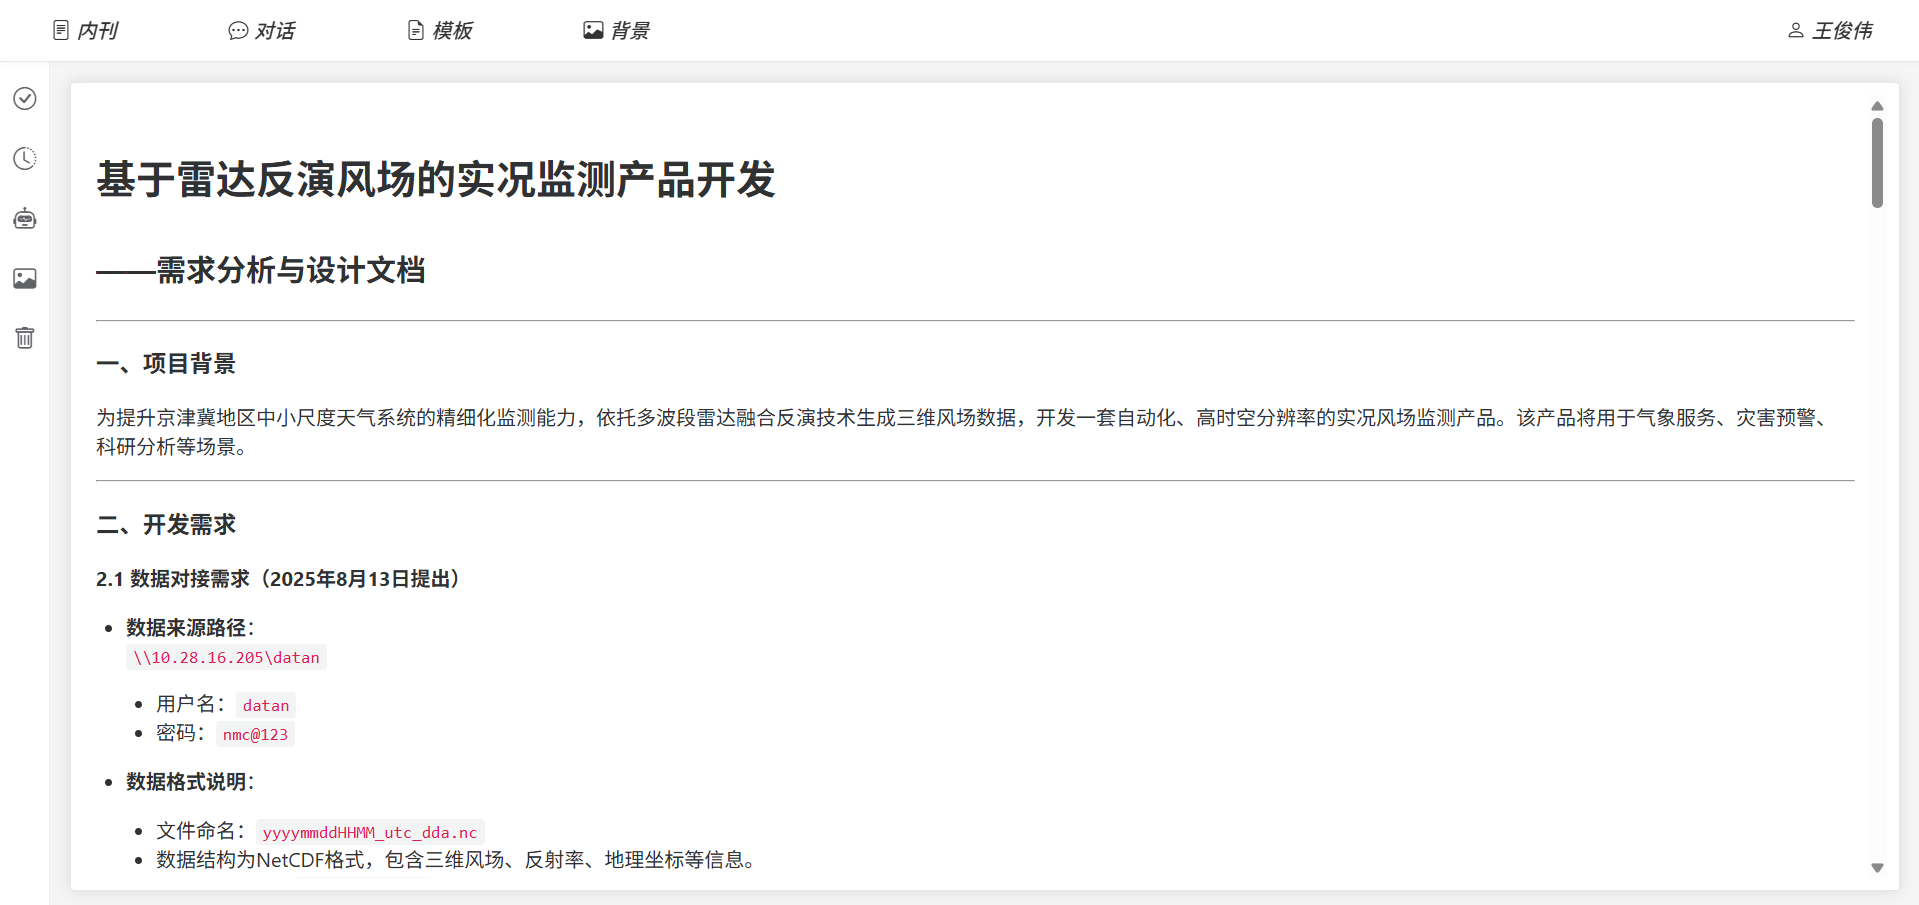 内刊
对话
模板
背景
王俊伟
基于雷达反演风场的实况监测产品开发
——需求分析与设计文档
一、项目背景
为提升京津冀地区中小尺度天气系统的精细化监测能力，依托多波段雷达融合反演技术生成三维风场数据，开发一套自动化、高时空分辨率的实况风场监测产品。该产品将用于气象服务、灾害预警、
科研分析等场景。
二、开发需求
2.1 数据对接需求（2025年8月13日提出）
数据来源路径：
\\10.28.16.205\datan
用户名： datan
密码： nmc@123
数据格式说明：
文件命名： yyyymmddHHMM_utc_dda.nc
数据结构为NetCDF格式，包含三维风场、反射率、地理坐标等信息。